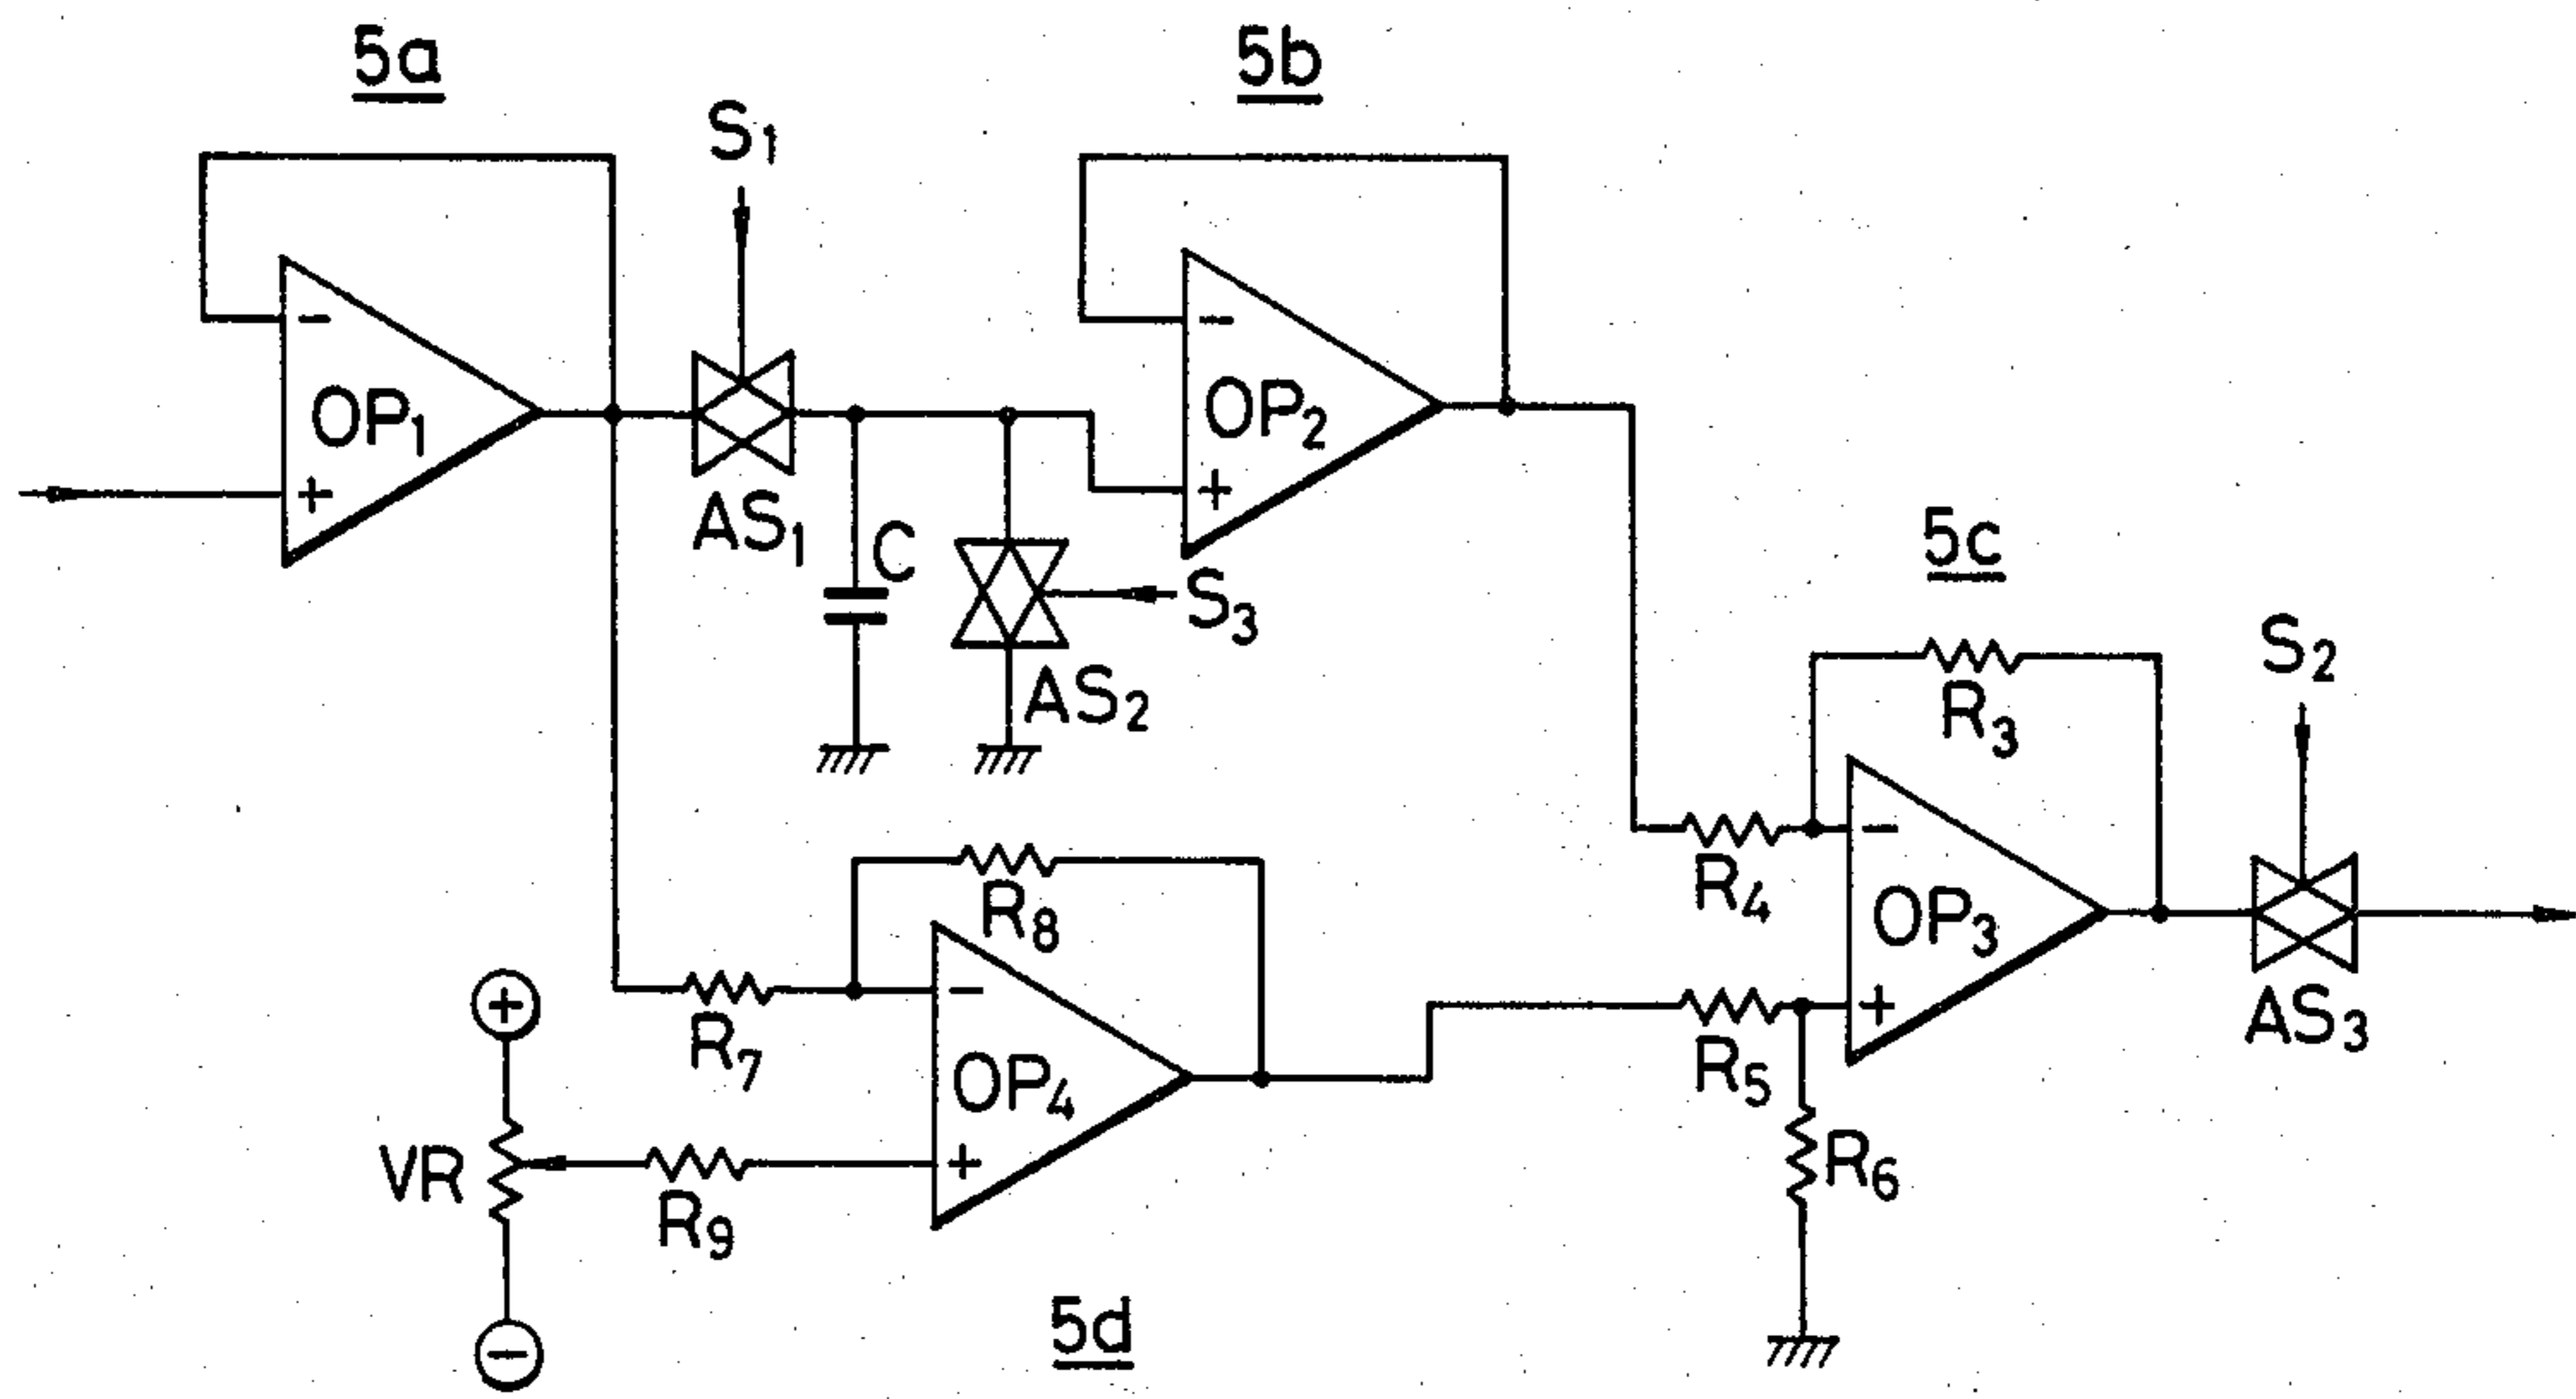 5a
5b
S1
-
OP1
+
AS1
C
S3
AS2
-
OP2
+
5c
S2
R3
R4
-
OP3
+
AS3
R5
R6
R8
R7
-
OP4
+
+
VR
-
R9
5d